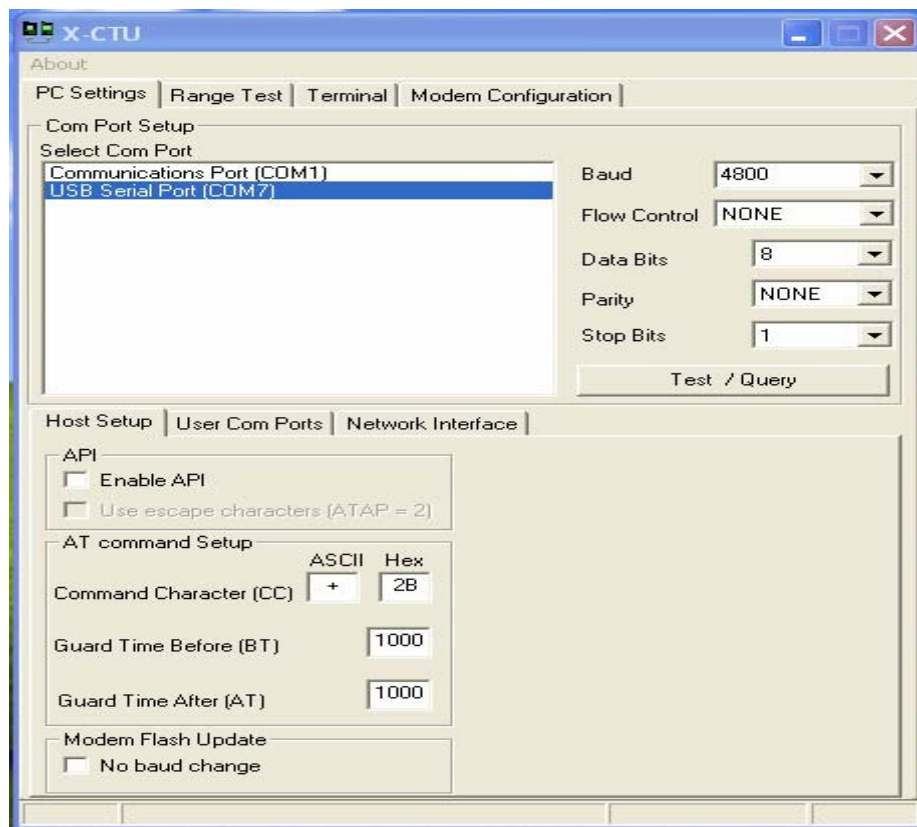 X-CTU
About
PC Settings Range Test Terminal Modem Configuration
Com Port Setup
Select Com Port
Communications Port (COM1)
USB Serial Port (COM7)
Baud 4800
Flow Control NONE
Data Bits 8
Parity NONE
Stop Bits 1
Test / Query
Host Setup User Com Ports Network Interface
API
Enable API
Use escape characters (ATAP = 2)
AT command Setup
ASCII Hex
Command Character (CC) + 2B
Guard Time Before (BT) 1000
Guard Time After (AT) 1000
Modem Flash Update
No baud change